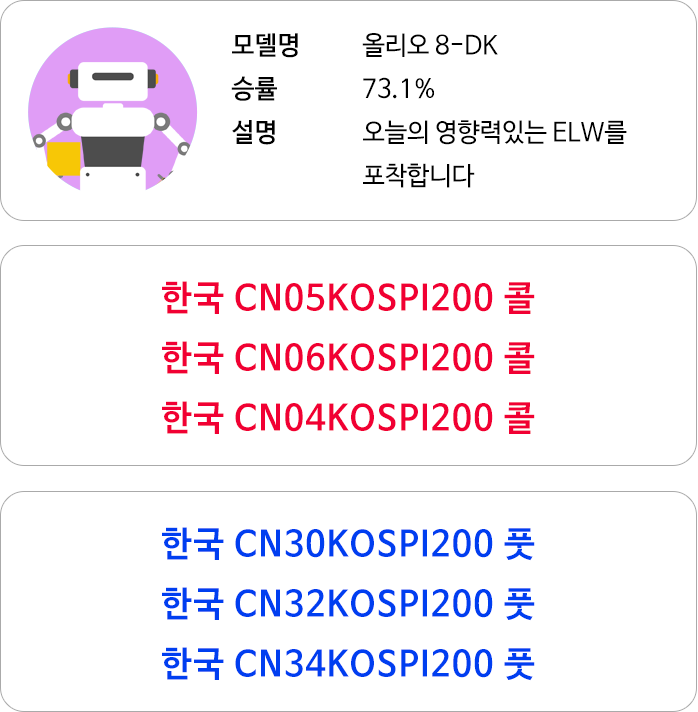 모델명 올리오 8-DK
승률 73.1%
설명 오늘의 영향력있는 ELW를
포착합니다
한국 CN05KOSPI200 콜
한국 CN06KOSPI200 콜
한국 CN04KOSPI200 콜
한국 CN30KOSPI200 풋
한국 CN32KOSPI200 풋
한국 CN34KOSPI200 풋